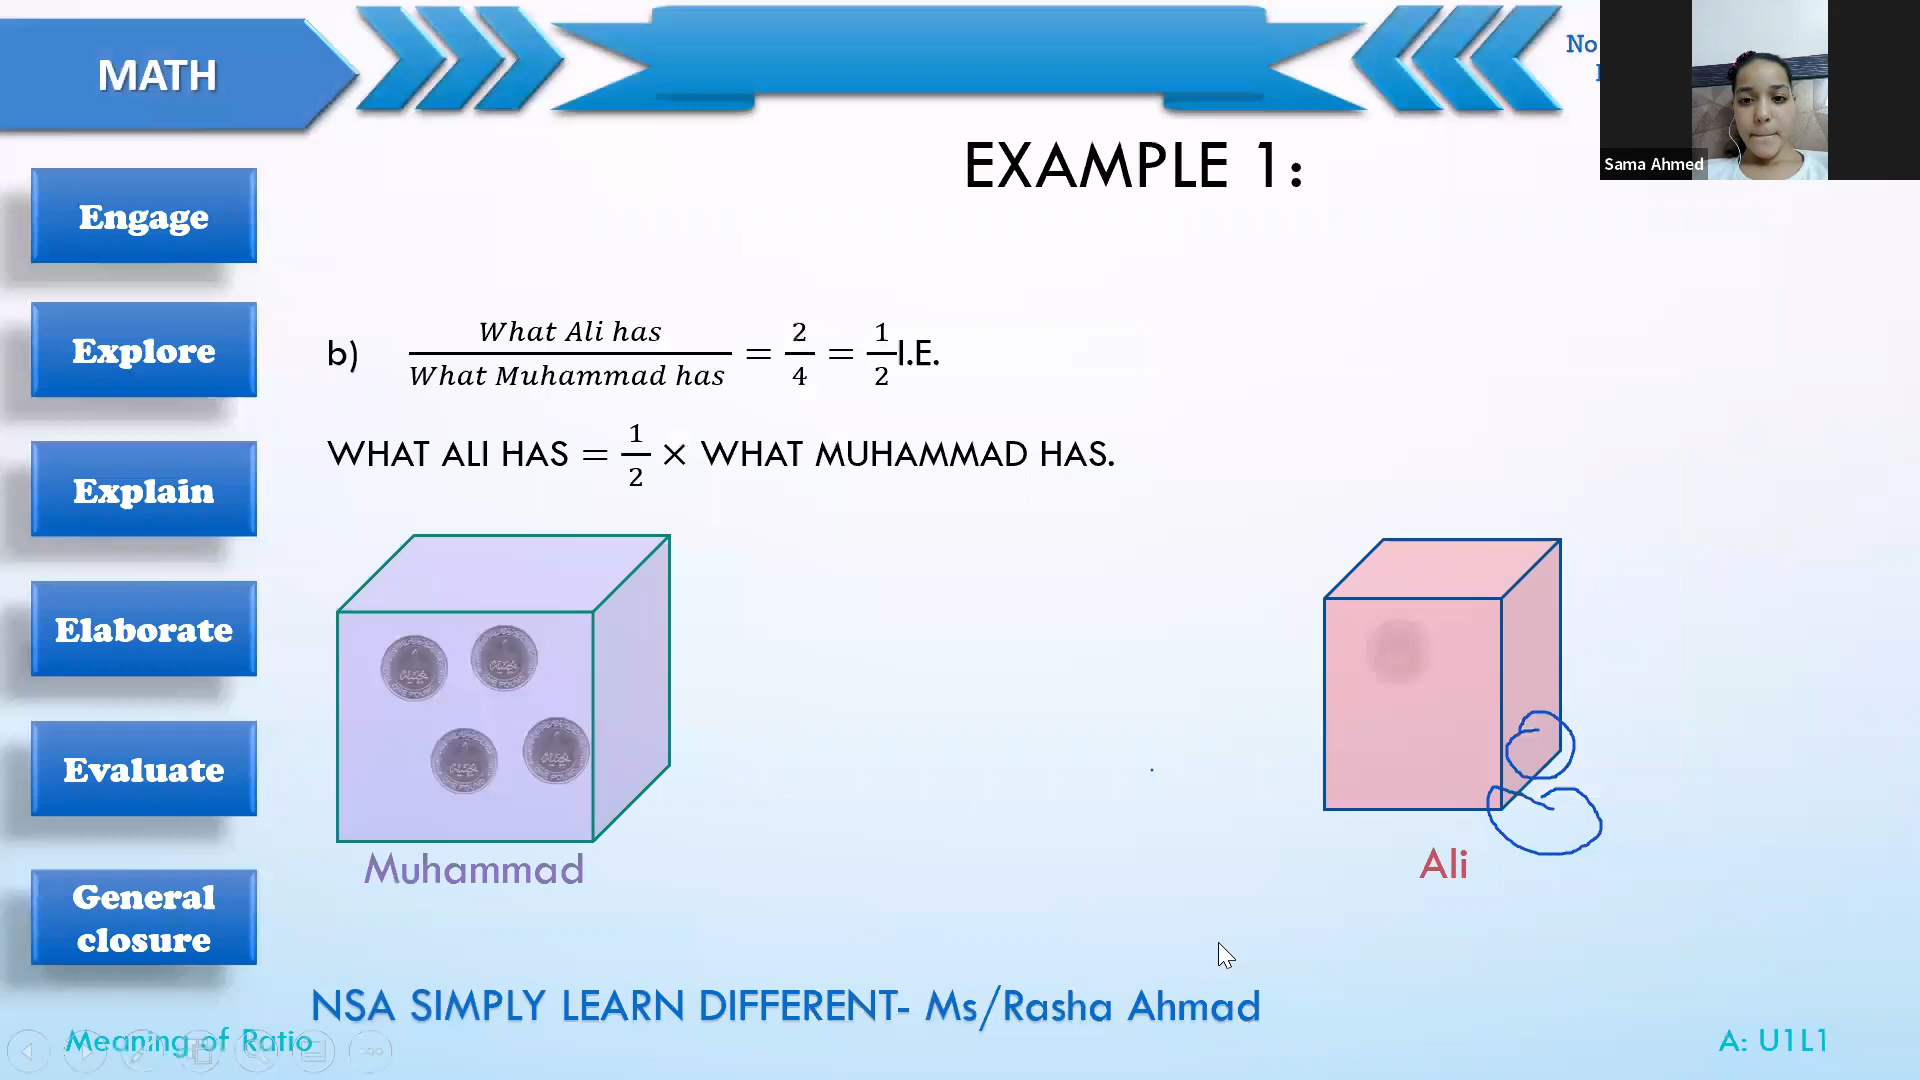 MATH
No
Sama Ahmed
EXAMPLE 1:
Engage
Explore
Explain
Elaborate
Evaluate
General
closure
b) What Ali has / What Muhammad has = 2/4 = 1/2 I.E.
WHAT ALI HAS = 1/2 × WHAT MUHAMMAD HAS.
Muhammad
Ali
NSA SIMPLY LEARN DIFFERENT- Ms/Rasha Ahmad
Meaning of Ratio
A: U1L1